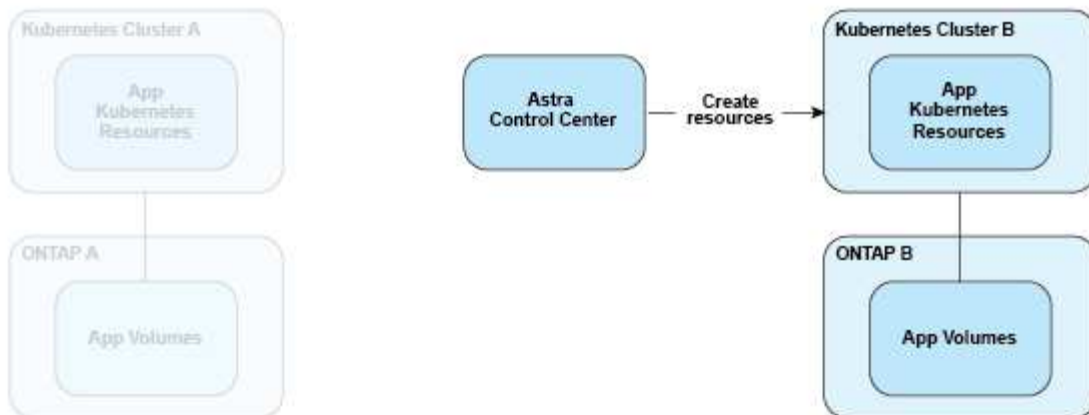 Kubernetes Cluster A
App
Kubernetes
Resources
ONTAP A
App Volumes
Astra
Control Center
Create
resources
Kubernetes Cluster B
App
Kubernetes
Resources
ONTAP B
App Volumes